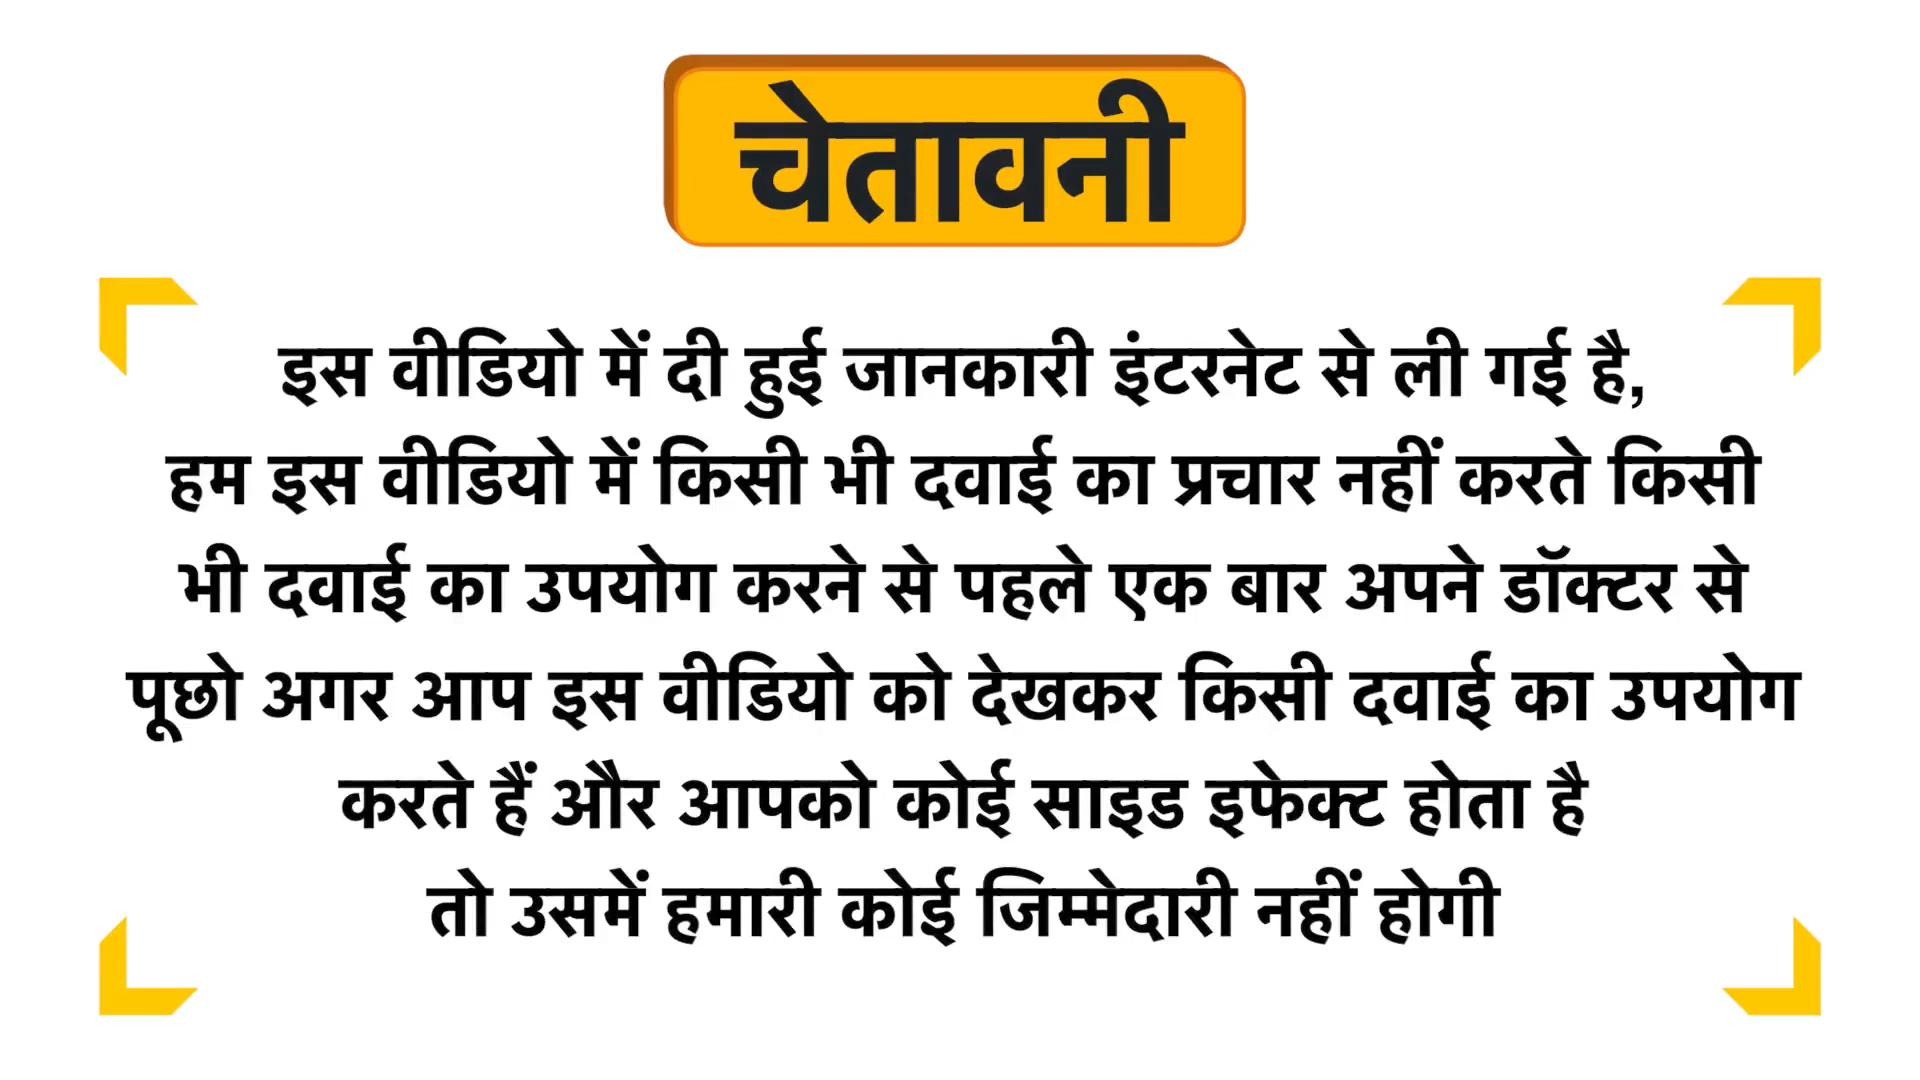 चेतावनी
इस वीडियो में दी हुई जानकारी इंटरनेट से ली गई है,
हम इस वीडियो में किसी भी दवाई का प्रचार नहीं करते किसी
भी दवाई का उपयोग करने से पहले एक बार अपने डॉक्टर से
पूछो अगर आप इस वीडियो को देखकर किसी दवाई का उपयोग
करते हैं और आपको कोई साइड इफेक्ट होता है
तो उसमें हमारी कोई जिम्मेदारी नहीं होगी